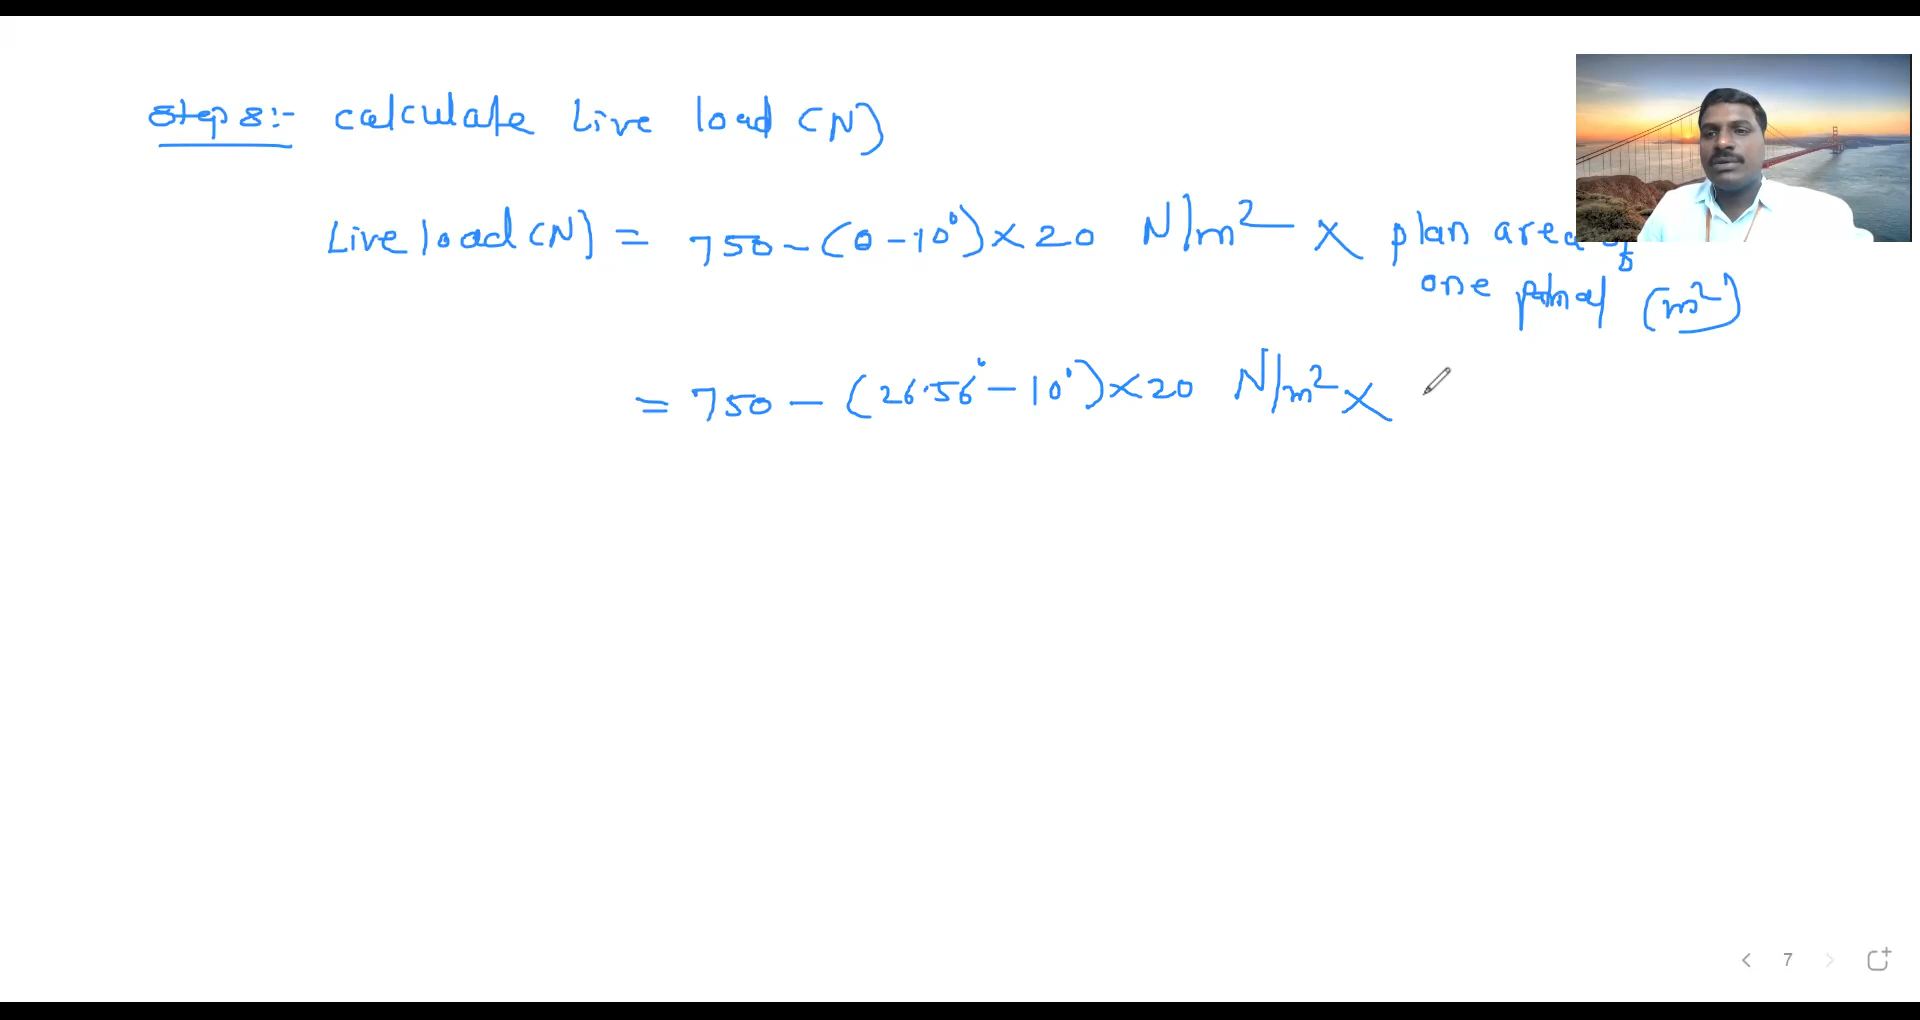 Step 8:- calculate Live load (N)
Live load (N) = 750 - (θ - 10°) × 20 N/m² × plan area of
one panel (m²)
= 750 - (26.56° - 10°) × 20 N/m² ×
7